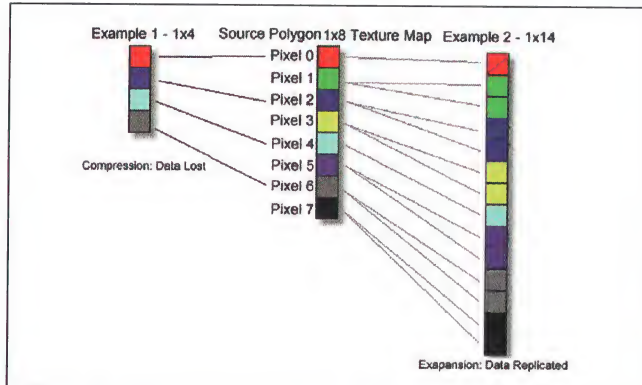 Example 1 - 1x4
Source Polygon 1x8 Texture Map
Example 2 - 1x14
Pixel 0
Pixel 1
Pixel 2
Pixel 3
Pixel 4
Pixel 5
Pixel 6
Pixel 7
Compression: Data Lost
Exapansion: Data Replicated